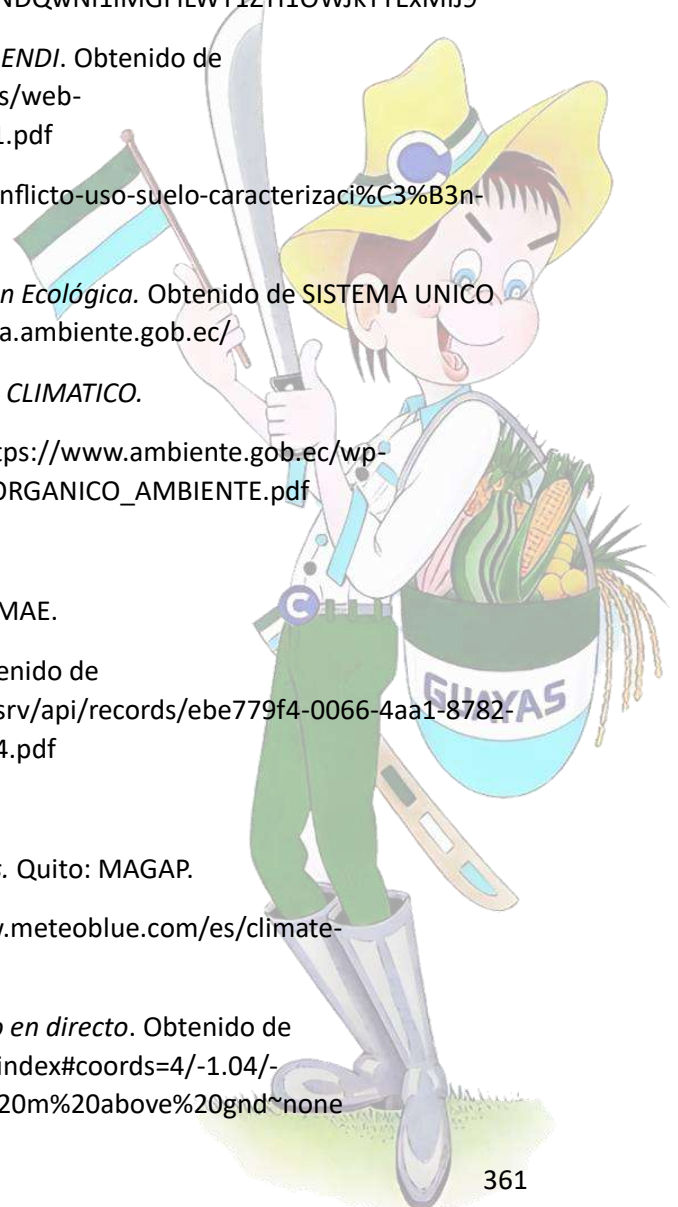 ENDI. Obtenido de
s/web-
.pdf
nflicto-uso-suelo-caracterizaci%C3%B3n-
n Ecológica. Obtenido de SISTEMA UNICO
a.ambiente.gob.ec/
CLIMATICO.
tps://www.ambiente.gob.ec/wp-
ORGANICO_AMBIENTE.pdf
C
MAE.
enido de
srv/api/records/ebe779f4-0066-4aa1-8782-
4.pdf
GUAYAS
s. Quito: MAGAP.
w.meteoblue.com/es/climate-
o en directo. Obtenido de
index#coords=4/-1.04/-
20m%20above%20gnd~none
361